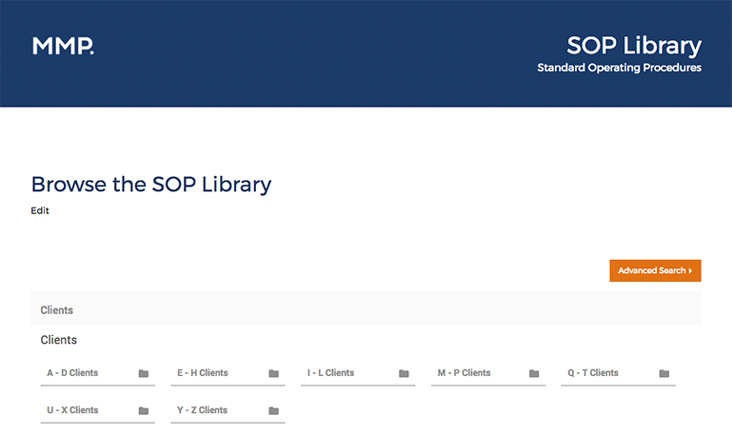 MMP.
SOP Library
Standard Operating Procedures
Browse the SOP Library
Edit
Advanced Search
Clients
Clients
A - D Clients
E - H Clients
I - L Clients
M - P Clients
Q - T Clients
U - X Clients
Y - Z Clients